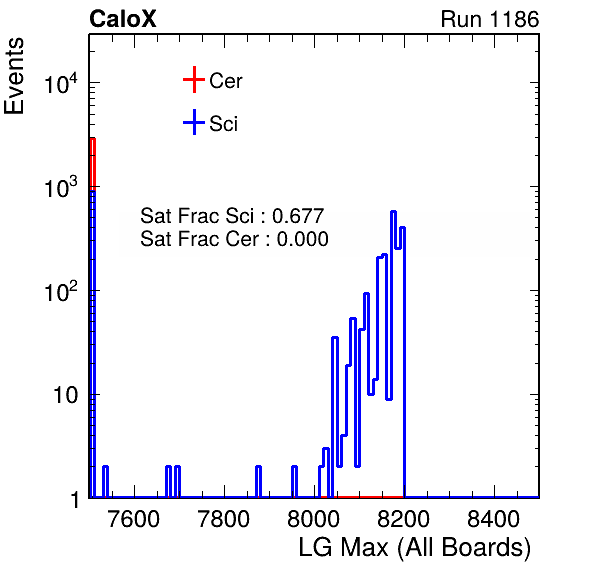 CaloX Run 1186
Events
Cer
Sci
Sat Frac Sci : 0.677
Sat Frac Cer : 0.000
10^4
10^3
10^2
10
1
7600 7800 8000 8200 8400
LG Max (All Boards)